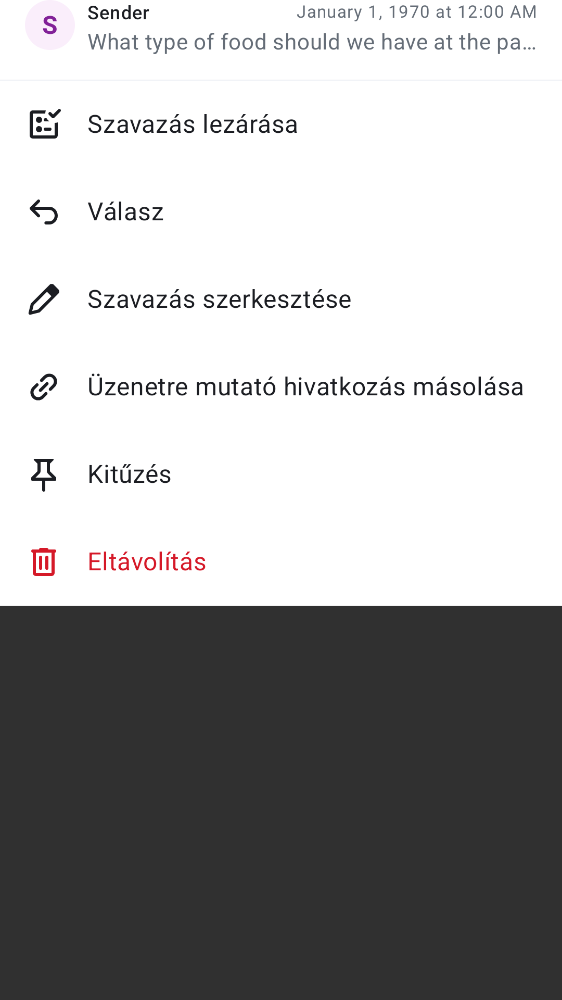 S
Sender
January 1, 1970 at 12:00 AM
What type of food should we have at the pa...
Szavazás lezárása
Válasz
Szavazás szerkesztése
Üzenetre mutató hivatkozás másolása
Kitűzés
Eltávolítás